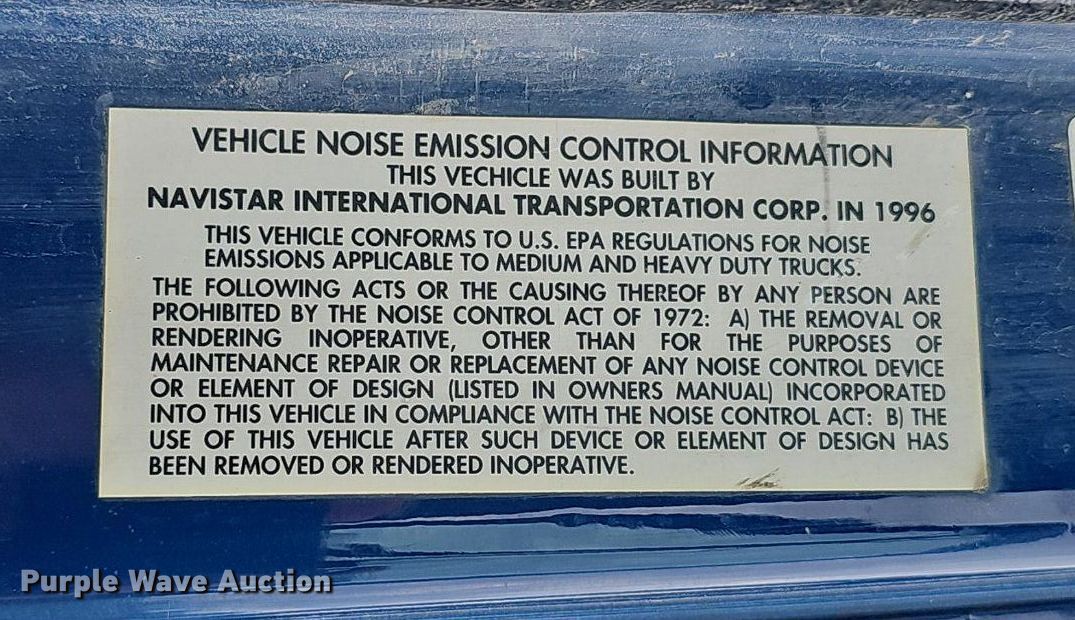 VEHICLE NOISE EMISSION CONTROL INFORMATION
THIS VECHICLE WAS BUILT BY
NAVISTAR INTERNATIONAL TRANSPORTATION CORP. IN 1996
THIS VEHICLE CONFORMS TO U.S. EPA REGULATIONS FOR NOISE
EMISSIONS APPLICABLE TO MEDIUM AND HEAVY DUTY TRUCKS.
THE FOLLOWING ACTS OR THE CAUSING THEREOF BY ANY PERSON ARE
PROHIBITED BY THE NOISE CONTROL ACT OF 1972: A) THE REMOVAL OR
RENDERING INOPERATIVE, OTHER THAN FOR THE PURPOSES OF
MAINTENANCE REPAIR OR REPLACEMENT OF ANY NOISE CONTROL DEVICE
OR ELEMENT OF DESIGN (LISTED IN OWNERS MANUAL) INCORPORATED
INTO THIS VEHICLE IN COMPLIANCE WITH THE NOISE CONTROL ACT: B) THE
USE OF THIS VEHICLE AFTER SUCH DEVICE OR ELEMENT OF DESIGN HAS
BEEN REMOVED OR RENDERED INOPERATIVE.
Purple Wave Auction